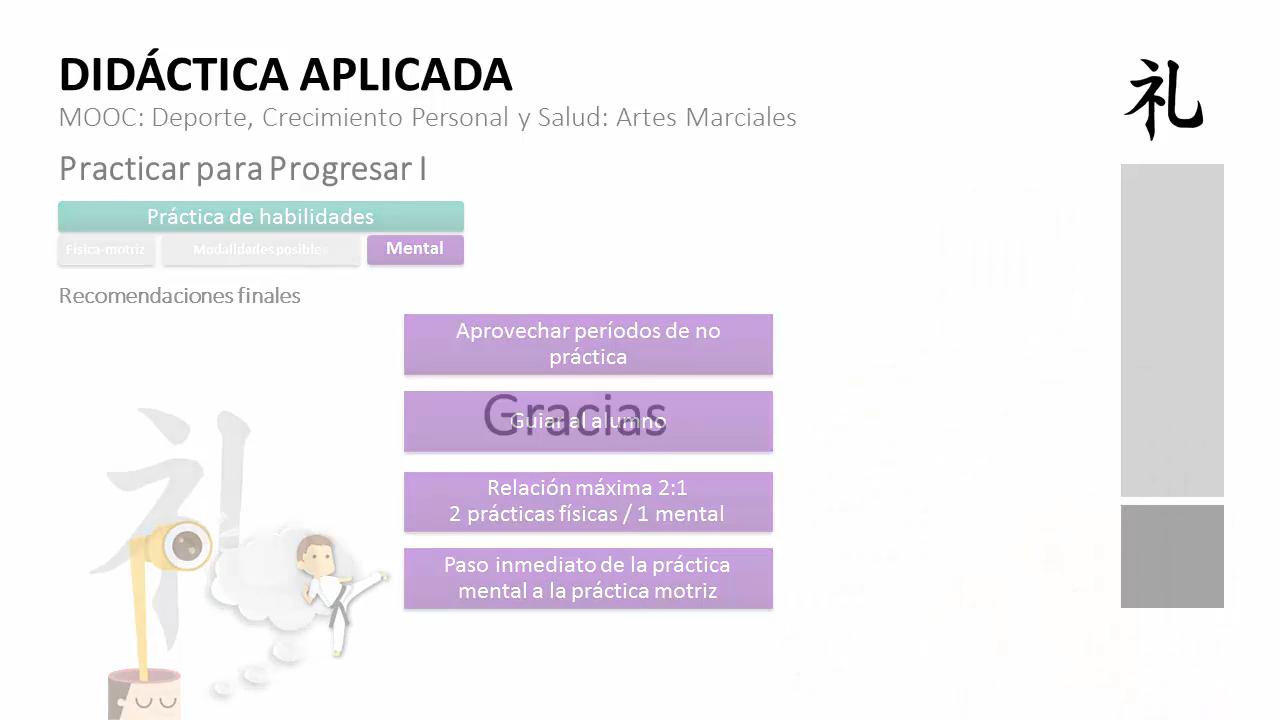 DIDÁCTICA APLICADA
礼
MOOC: Deporte, Crecimiento Personal y Salud: Artes Marciales
Practicar para Progresar I
Práctica de habilidades
Física-motriz
Modalidades posibles
Mental
Recomendaciones finales
Aprovechar períodos de no
práctica
Gracias
Guiar al alumno
Relación máxima 2:1
2 prácticas físicas / 1 mental
Paso inmediato de la práctica
mental a la práctica motriz
礼